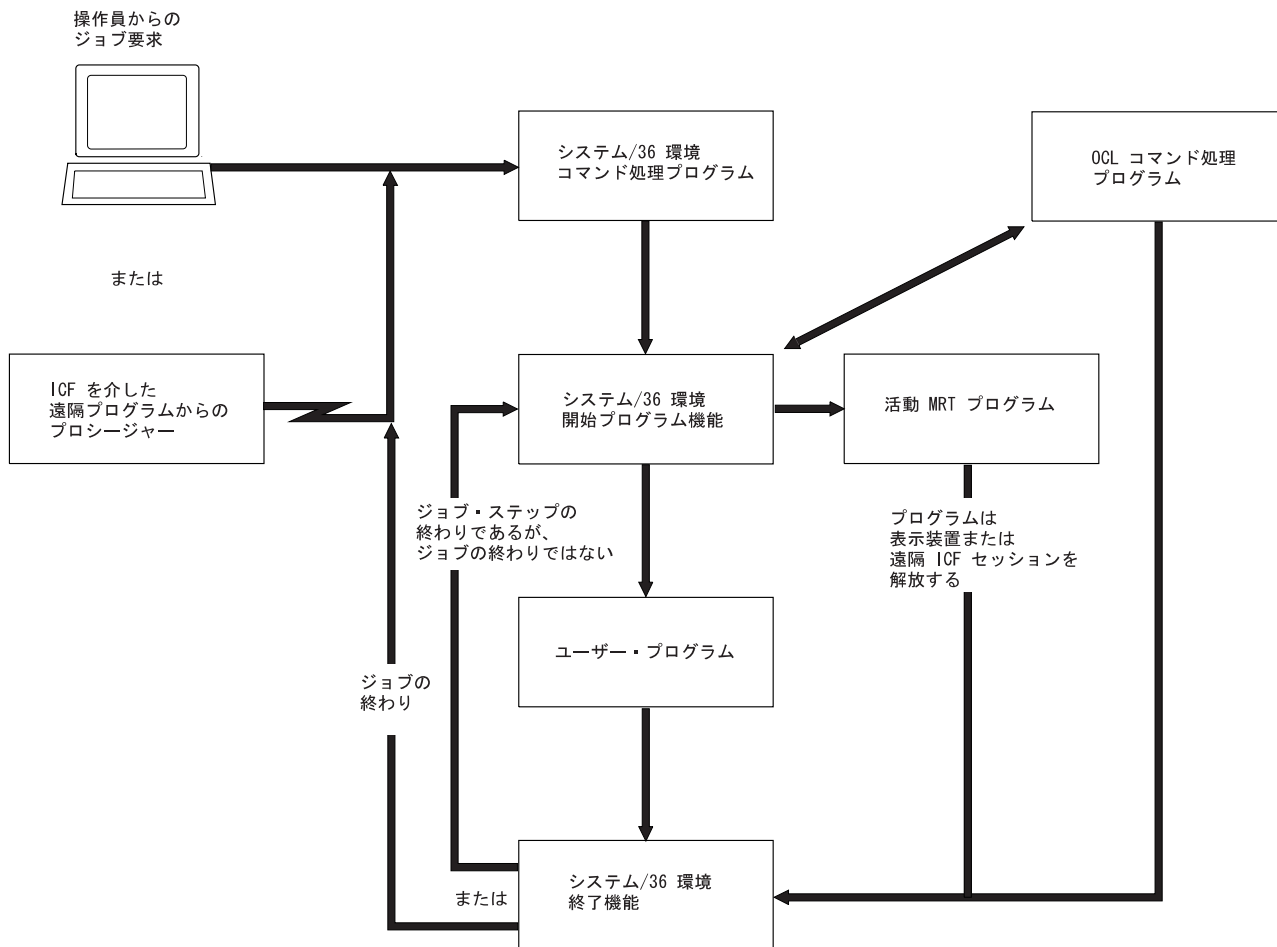 操作員からの
ジョブ要求
システム/36 環境
コマンド処理プログラム
OCL コマンド処理
プログラム
または
ICF を介した
遠隔プログラムからの
プロシージャー
システム/36 環境
開始プログラム機能
活動 MRT プログラム
ジョブ・ステップの
終わりであるが、
ジョブの終わりではない
プログラムは
表示装置または
遠隔 ICF セッションを
解放する
ユーザー・プログラム
ジョブの
終わり
または
システム/36 環境
終了機能